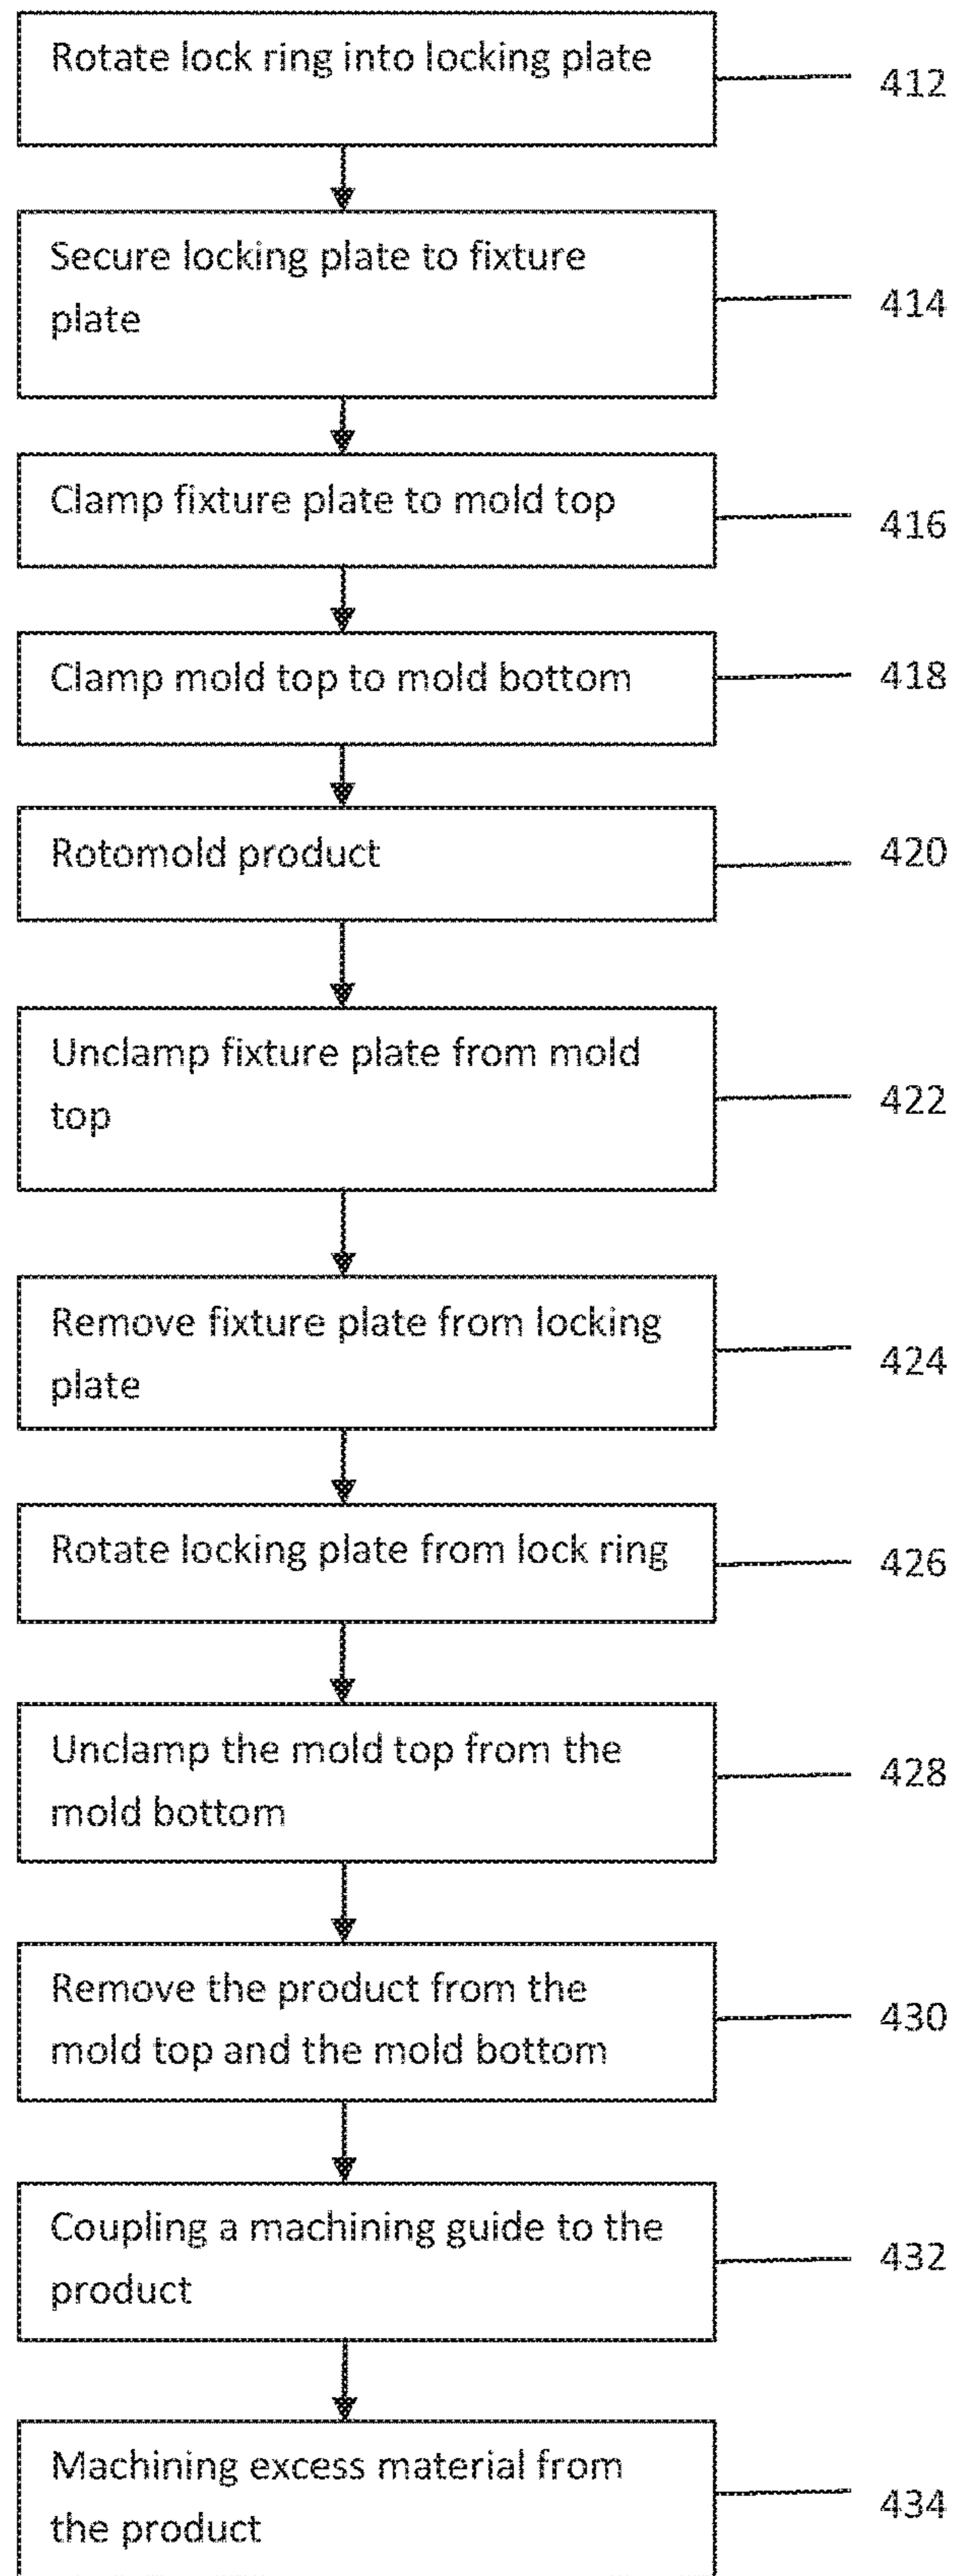 Rotate lock ring into locking plate
412
Secure locking plate to fixture
plate
414
Clamp fixture plate to mold top
416
Clamp mold top to mold bottom
418
Rotomold product
420
Unclamp fixture plate from mold
top
422
Remove fixture plate from locking
plate
424
Rotate locking plate from lock ring
426
Unclamp the mold top from the
mold bottom
428
Remove the product from the
mold top and the mold bottom
430
Coupling a machining guide to the
product
432
Machining excess material from
the product
434